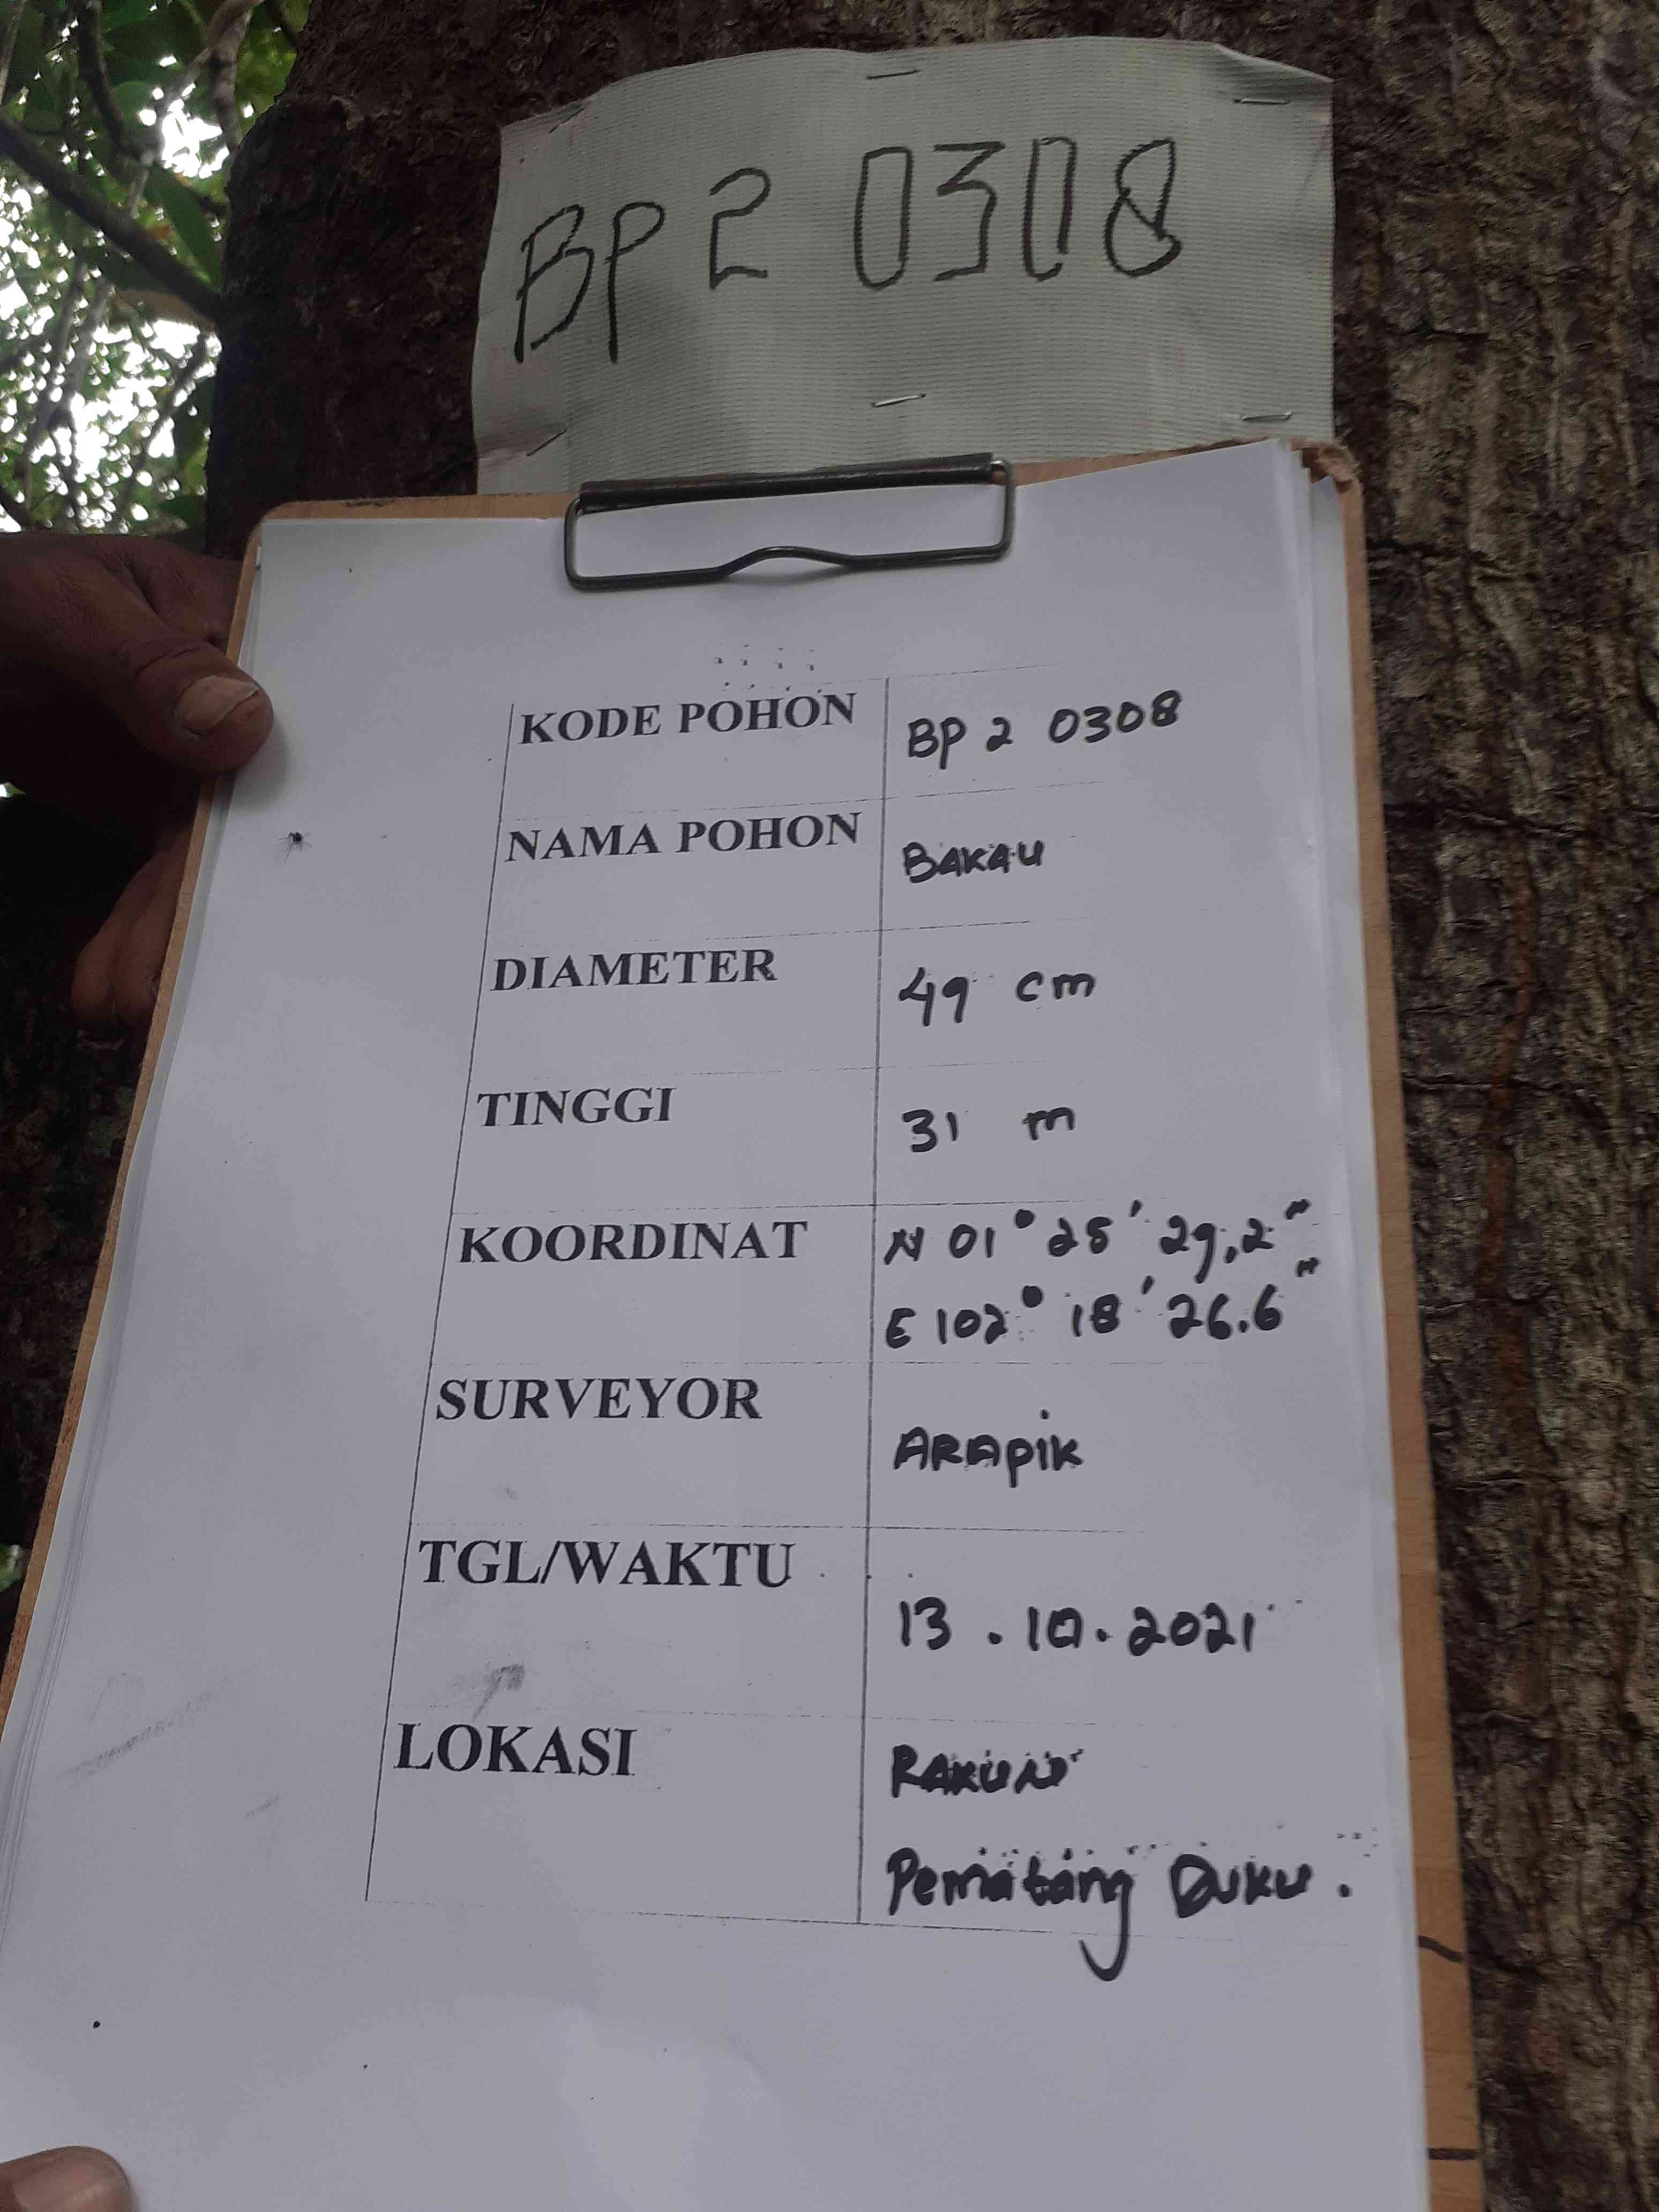 BP 2 0308
KODE POHON BP 2 0308
NAMA POHON BAKAU
DIAMETER 49 cm
TINGGI 31 m
KOORDINAT N 01° 25' 29,2"
E 102° 18' 26.6"
SURVEYOR ARAPIK
TGL/WAKTU 13.10.2021
LOKASI RAKUN
Pematang Duku.